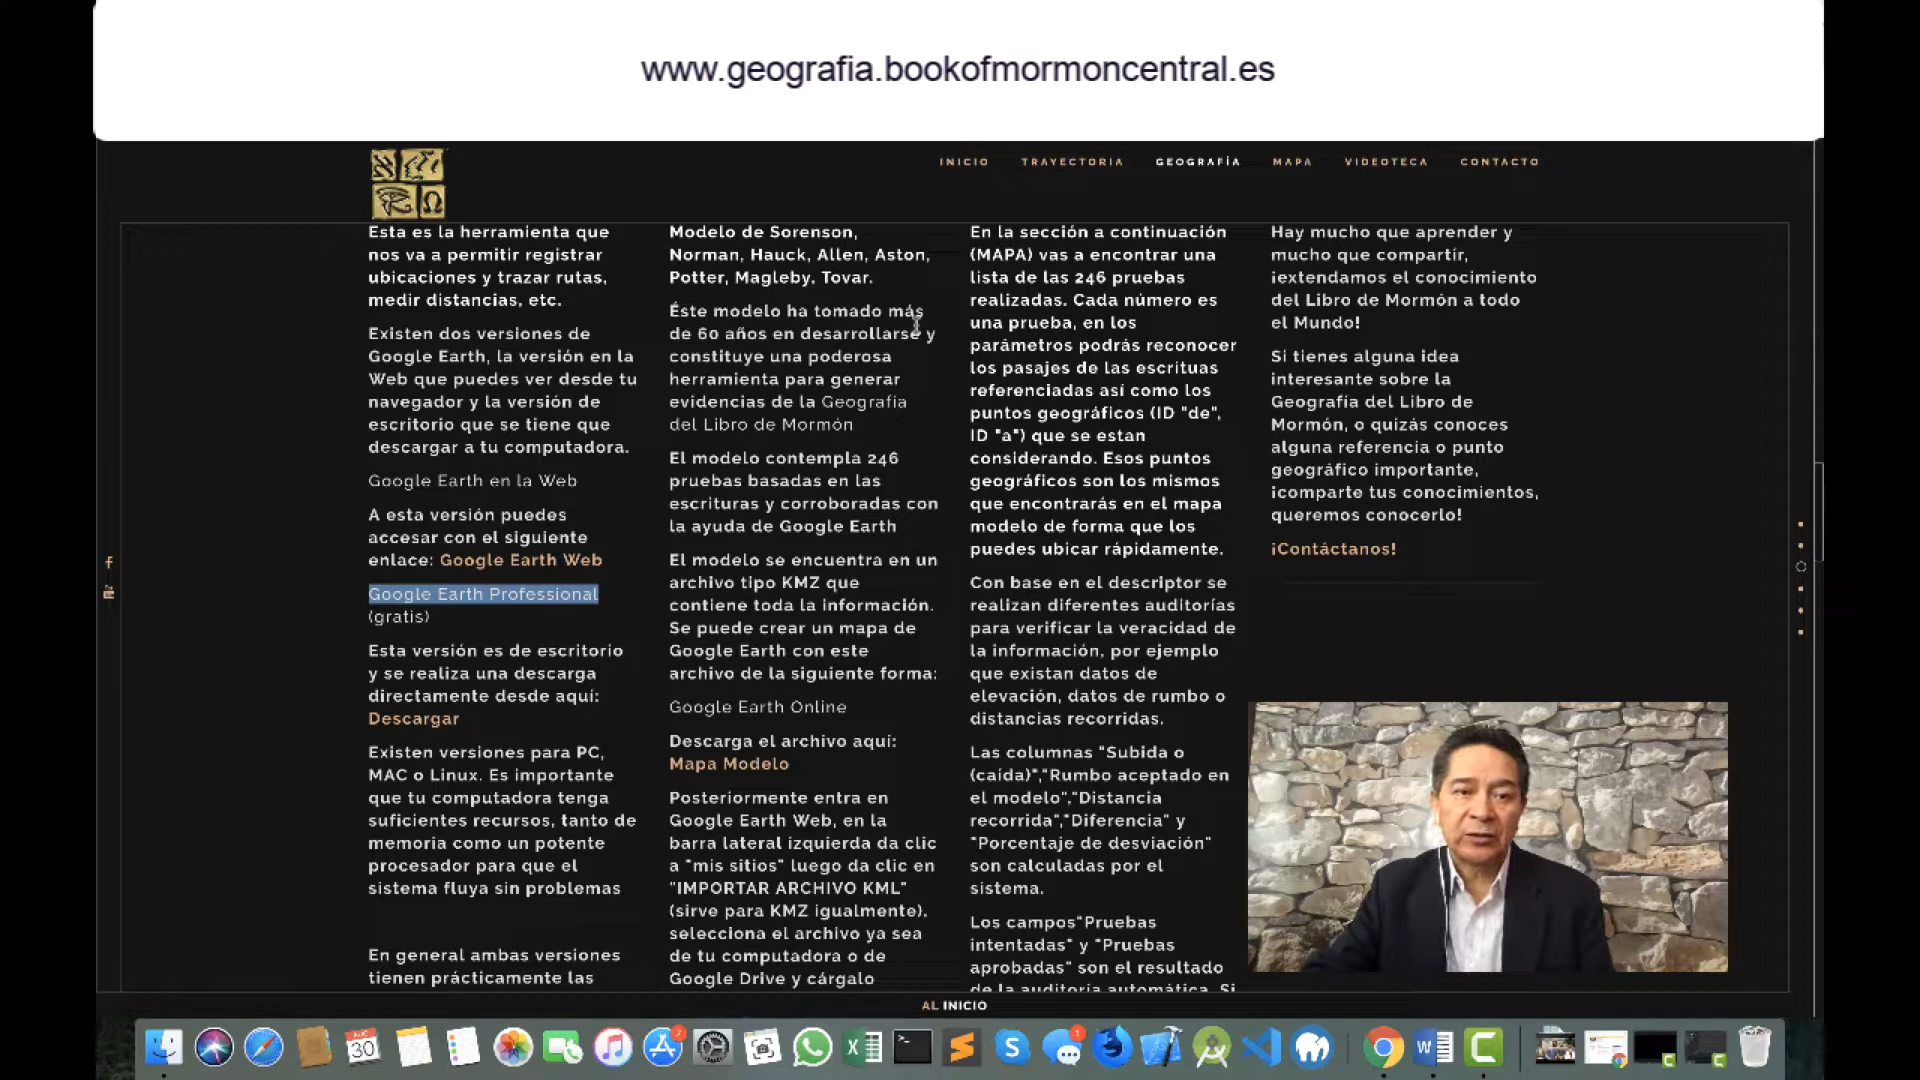 www.geografia.bookofmormoncentral.es
INICIO
TRAYECTORIA
GEOGRAFÍA
MAPA
VIDEOTECA
CONTACTO
Esta es la herramienta que
nos va a permitir registrar
ubicaciones y trazar rutas,
medir distancias, etc.
Existen dos versiones de
Google Earth, la versión en la
Web que puedes ver desde tu
navegador y la versión de
escritorio que se tiene que
descargar a tu computadora.
Google Earth en la Web
A esta versión puedes
accesar con el siguiente
enlace: Google Earth Web
Google Earth Professional
(gratis)
Esta versión es de escritorio
y se realiza una descarga
directamente desde aquí:
Descargar
Existen versiones para PC,
MAC o Linux. Es importante
que tu computadora tenga
suficientes recursos, tanto de
memoria como un potente
procesador para que el
sistema fluya sin problemas
En general ambas versiones
tienen prácticamente las
Modelo de Sorenson,
Norman, Hauck, Allen, Aston,
Potter, Magleby, Tovar.
Éste modelo ha tomado más
de 60 años en desarrollarse y
constituye una poderosa
herramienta para generar
evidencias de la Geografía
del Libro de Mormón
El modelo contempla 246
pruebas basadas en las
escrituras y corroboradas con
la ayuda de Google Earth
El modelo se encuentra en un
archivo tipo KMZ que
contiene toda la información.
Se puede crear un mapa de
Google Earth con este
archivo de la siguiente forma:
Google Earth Online
Descarga el archivo aquí:
Mapa Modelo
Posteriormente entra en
Google Earth Web, en la
barra lateral izquierda da clic
a "mis sitios" luego da clic en
"IMPORTAR ARCHIVO KML"
(sirve para KMZ igualmente),
selecciona el archivo ya sea
de tu computadora o de
Google Drive y cárgalo
En la sección a continuación
(MAPA) vas a encontrar una
lista de las 246 pruebas
realizadas. Cada número es
una prueba, en los
parámetros podrás reconocer
los pasajes de las escrituas
referenciadas así como los
puntos geográficos (ID "de",
ID "a") que se estan
considerando. Esos puntos
geográficos son los mismos
que encontrarás en el mapa
modelo de forma que los
puedes ubicar rápidamente.
Con base en el descriptor se
realizan diferentes auditorías
para verificar la veracidad de
la información, por ejemplo
que existan datos de
elevación, datos de rumbo o
distancias recorridas.
Las columnas "Subida o
(caída)","Rumbo aceptado en
el modelo","Distancia
recorrida","Diferencia" y
"Porcentaje de desviación"
son calculadas por el
sistema.
Los campos"Pruebas
intentadas" y "Pruebas
aprobadas" son el resultado
de la auditoría automática. Si
Hay mucho que aprender y
mucho que compartir,
¡extendamos el conocimiento
del Libro de Mormón a todo
el Mundo!
Si tienes alguna idea
interesante sobre la
Geografía del Libro de
Mormón, o quizás conoces
alguna referencia o punto
geográfico importante,
¡comparte tus conocimientos,
queremos conocerlo!
¡Contáctanos!
AL INICIO
AUG
30